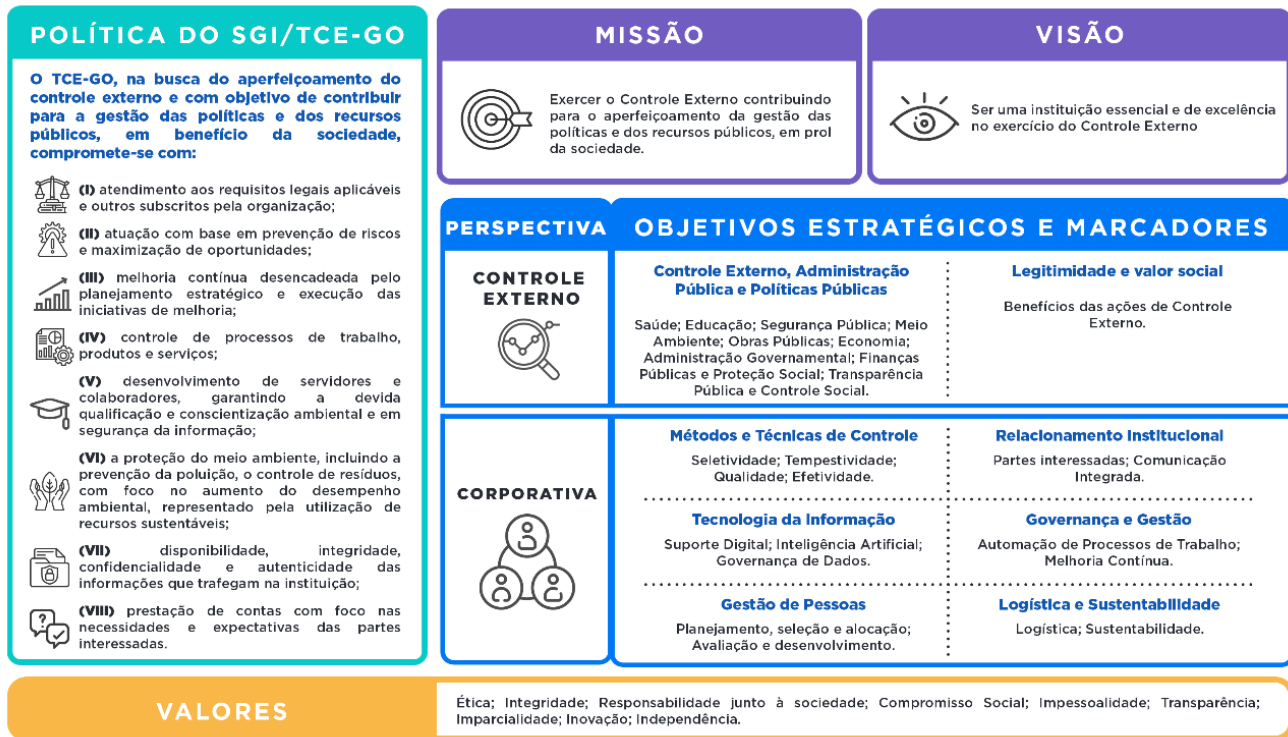 POLÍTICA DO SGI/TCE-GO
O TCE-GO, na busca do aperfeiçoamento do
controle externo e com objetivo de contribuir
para a gestão das políticas e dos recursos
públicos, em benefício da sociedade,
compromete-se com:
(I) atendimento aos requisitos legais aplicáveis
e outros subscritos pela organização;
(II) atuação com base em prevenção de riscos
e maximização de oportunidades;
(III) melhoria contínua desencadeada pelo
planejamento estratégico e execução das
iniciativas de melhoria;
(IV) controle de processos de trabalho,
produtos e serviços;
(V) desenvolvimento de servidores e
colaboradores, garantindo a devida
qualificação e conscientização ambiental e em
segurança da informação;
(VI) a proteção do meio ambiente, incluindo a
prevenção da poluição, o controle de resíduos,
com foco no aumento do desempenho
ambiental, representado pela utilização de
recursos sustentáveis;
(VII) disponibilidade, integridade,
confidencialidade e autenticidade das
informações que trafegam na instituição;
(VIII) prestação de contas com foco nas
necessidades e expectativas das partes
interessadas.
MISSÃO
Exercer o Controle Externo contribuindo
para o aperfeiçoamento da gestão das
políticas e dos recursos públicos, em prol
da sociedade.
VISÃO
Ser uma instituição essencial e de excelência
no exercício do Controle Externo
PERSPECTIVA
OBJETIVOS ESTRATÉGICOS E MARCADORES
CONTROLE
EXTERNO
Controle Externo, Administração
Pública e Políticas Públicas
Saúde; Educação; Segurança Pública; Meio
Ambiente; Obras Públicas; Economia;
Administração Governamental; Finanças
Públicas e Proteção Social; Transparência
Pública e Controle Social.
Legitimidade e valor social
Benefícios das ações de Controle
Externo.
CORPORATIVA
Métodos e Técnicas de Controle
Seletividade; Tempestividade;
Qualidade; Efetividade.
Relacionamento Institucional
Partes interessadas; Comunicação
Integrada.
Tecnologia da Informação
Suporte Digital; Inteligência Artificial;
Governança de Dados.
Governança e Gestão
Automação de Processos de Trabalho;
Melhoria Contínua.
Gestão de Pessoas
Planejamento, seleção e alocação;
Avaliação e desenvolvimento.
Logística e Sustentabilidade
Logística; Sustentabilidade.
VALORES
Ética; Integridade; Responsabilidade junto à sociedade; Compromisso Social; Impessoalidade; Transparência;
Imparcialidade; Inovação; Independência.